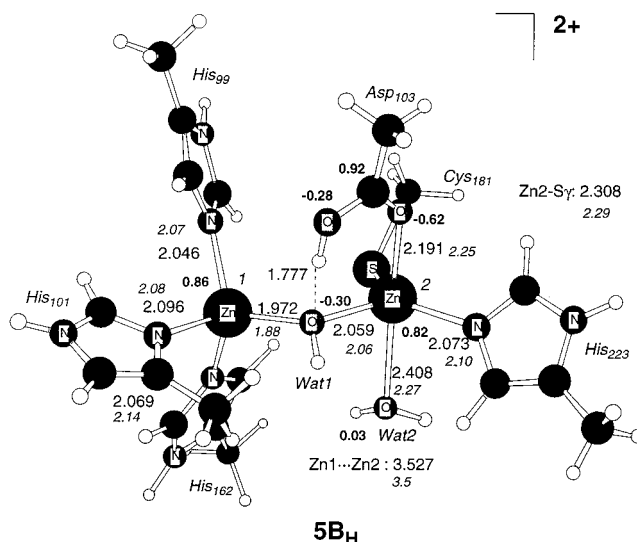 2+
His99
Asp103
N
0.92
Cys181
Zn2-Sγ: 2.308
2.29
-0.28
O
O
-0.62
N
2.07
2.046
2.191
2.25
S
2
1.777
0.86
1
2.08
2.096
His101
N
N
Zn
1.972
1.88
-0.30
O
Zn
2.059
2.06
0.82
2.073
2.10
N
N
His223
Wat1
2.069
2.14
N
2.408
2.27
O
0.03
Wat2
N
His162
Zn1···Zn2 : 3.527
3.5
5BH